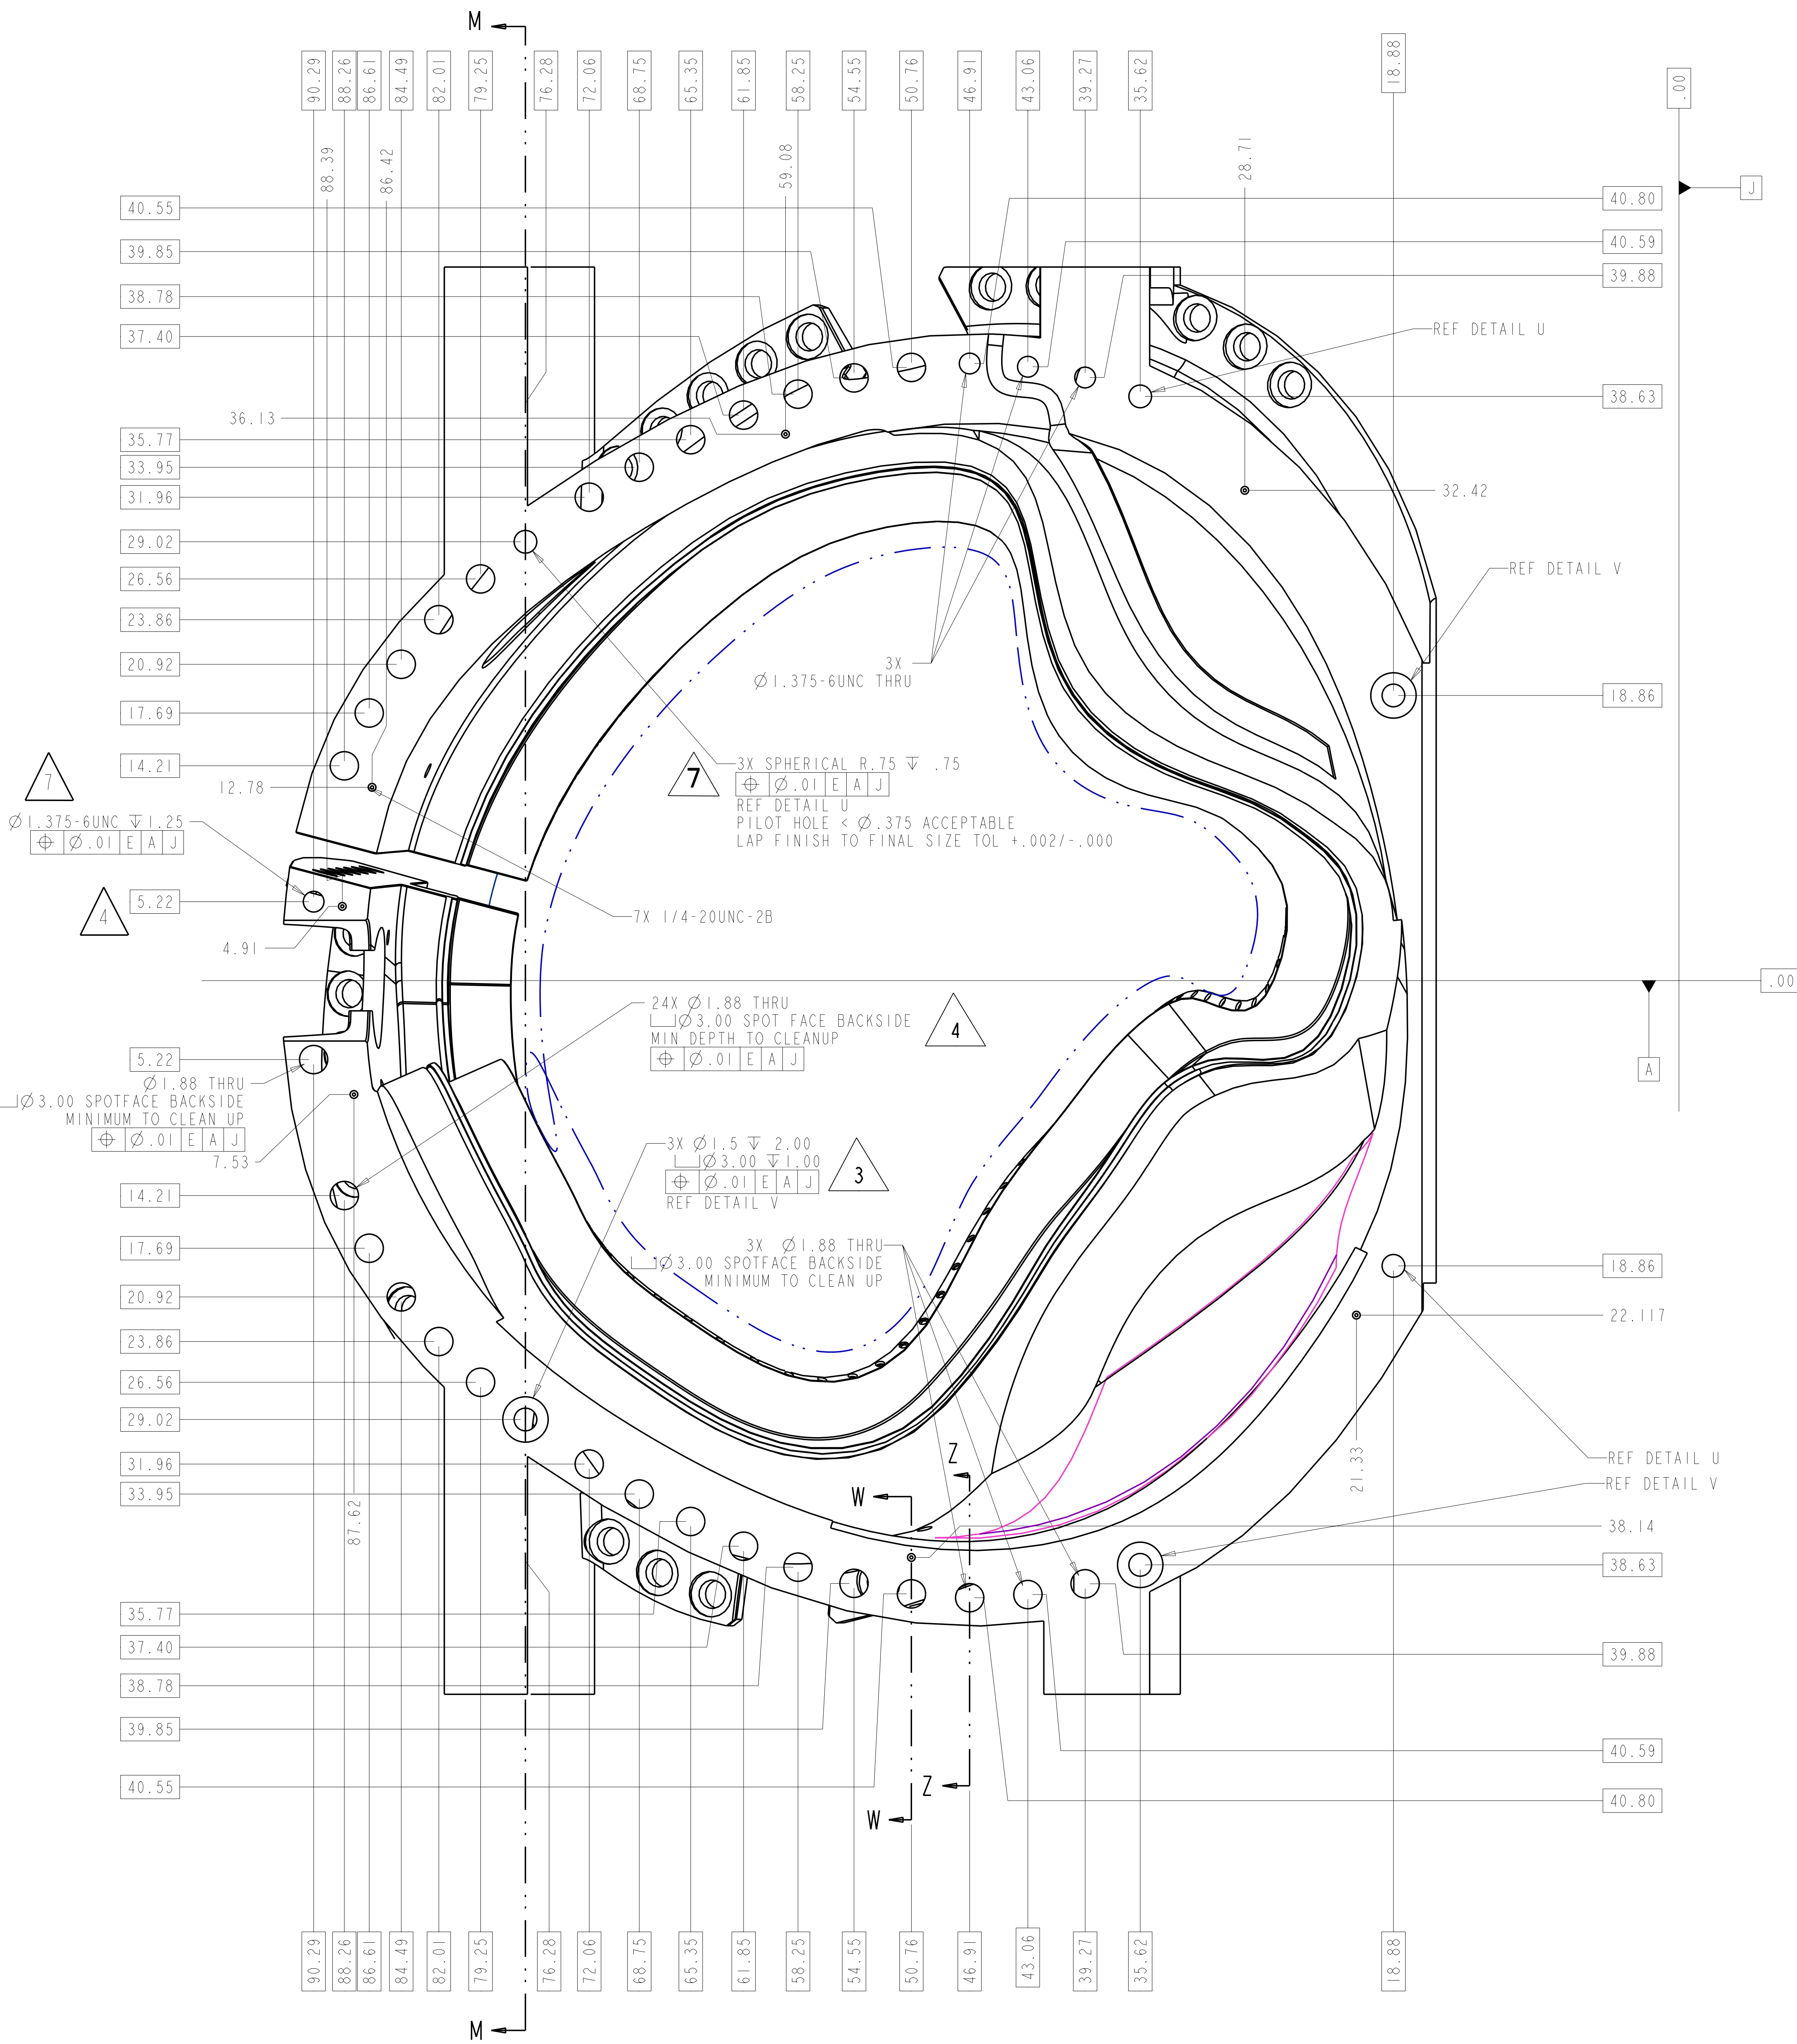 M
90.29
88.26
86.61
84.49
82.01
79.25
76.28
72.06
68.75
65.35
61.85
58.25
54.55
50.76
46.91
43.06
39.27
35.62
18.88
.00
88.39
86.42
59.08
28.71
J
40.55
40.80
39.85
40.59
39.88
38.78
37.40
REF DETAIL U
38.63
36.13
35.77
33.95
31.96
32.42
29.02
26.56
REF DETAIL V
23.86
20.92
3X
Ø1.375-6UNC THRU
18.86
17.69
14.21
7
12.78
7
3X SPHERICAL R.75 ↧ .75
⌖ Ø.01 E A J
REF DETAIL U
PILOT HOLE < Ø.375 ACCEPTABLE
LAP FINISH TO FINAL SIZE TOL +.002/-.000
Ø1.375-6UNC ↧1.25
⌖ Ø.01 E A J
4
5.22
7X 1/4-20UNC-2B
4.91
.00
24X Ø1.88 THRU
⌴Ø3.00 SPOT FACE BACKSIDE
MIN DEPTH TO CLEANUP
⌖ Ø.01 E A J
4
A
5.22
Ø1.88 THRU
⌴Ø3.00 SPOTFACE BACKSIDE
MINIMUM TO CLEAN UP
⌖ Ø.01 E A J
7.53
3X Ø1.5 ↧ 2.00
⌴Ø3.00 ↧1.00
⌖ Ø.01 E A J
REF DETAIL V
3
14.21
17.69
3X Ø1.88 THRU
⌴Ø3.00 SPOTFACE BACKSIDE
MINIMUM TO CLEAN UP
18.86
20.92
22.117
23.86
26.56
29.02
31.96
33.95
87.62
Z
W
21.33
REF DETAIL U
REF DETAIL V
38.14
38.63
35.77
37.40
39.88
38.78
39.85
40.59
40.55
Z
40.80
W
90.29
88.26
86.61
84.49
82.01
79.25
76.28
72.06
68.75
65.35
61.85
58.25
54.55
50.76
46.91
43.06
39.27
35.62
18.88
M